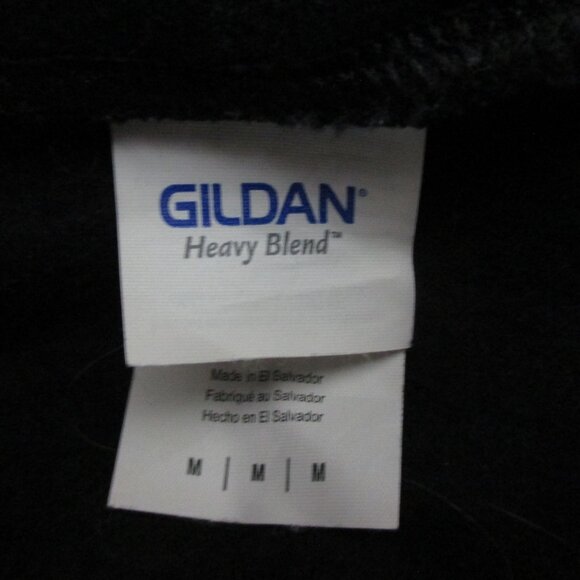 GILDAN®
Heavy Blend™
Made in El Salvador
Fabriqué au Salvador
Hecho en El Salvador
M | M | M